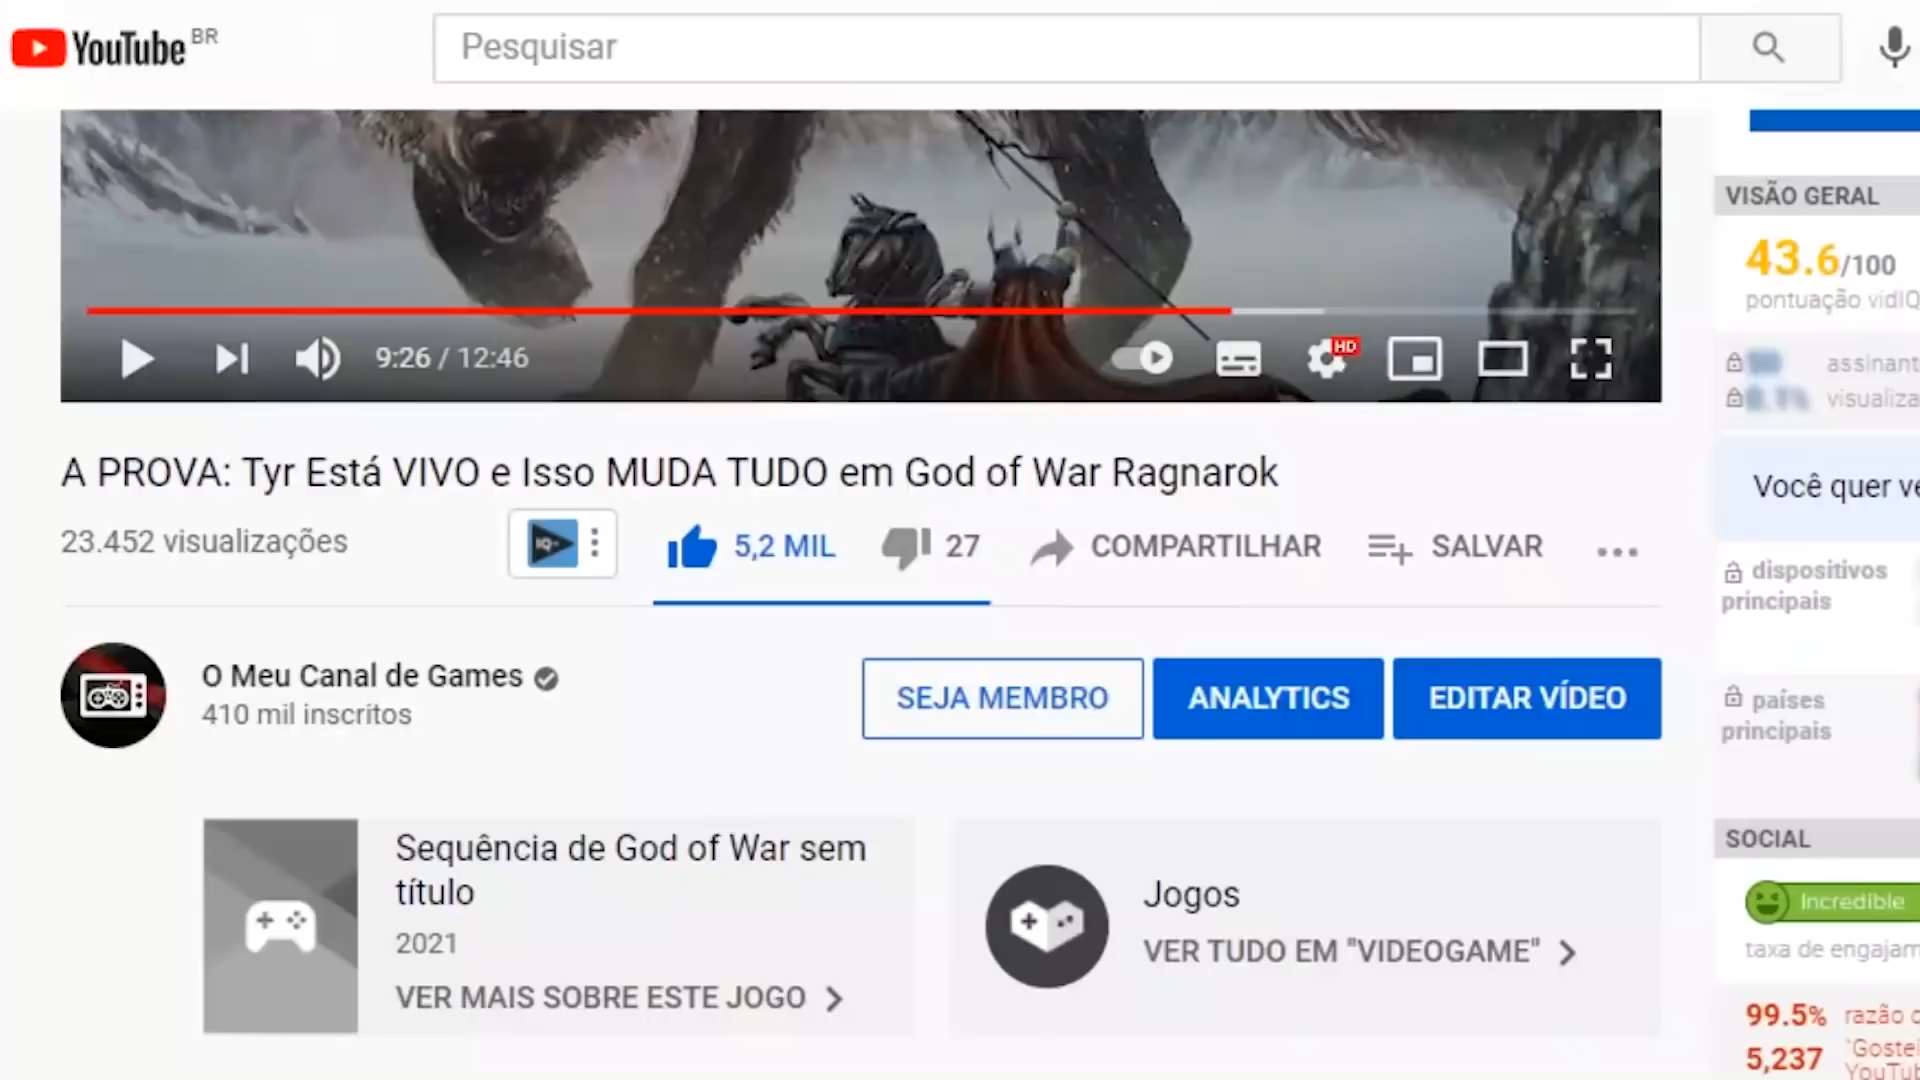 YouTube BR
Pesquisar
9:26 / 12:46
HD
A PROVA: Tyr Está VIVO e Isso MUDA TUDO em God of War Ragnarok
23.452 visualizações
IQ
5,2 MIL
27
COMPARTILHAR
SALVAR
O Meu Canal de Games
410 mil inscritos
SEJA MEMBRO
ANALYTICS
EDITAR VÍDEO
Sequência de God of War sem
título
2021
VER MAIS SOBRE ESTE JOGO
Jogos
VER TUDO EM "VIDEOGAME"
VISÃO GERAL
43.6/100
pontuação vidIQ
assinant
visualiza
Você quer ve
dispositivos
principais
países
principais
SOCIAL
Incredible
taxa de engajam
99.5% razão
5,237 'Gostei
YouTub